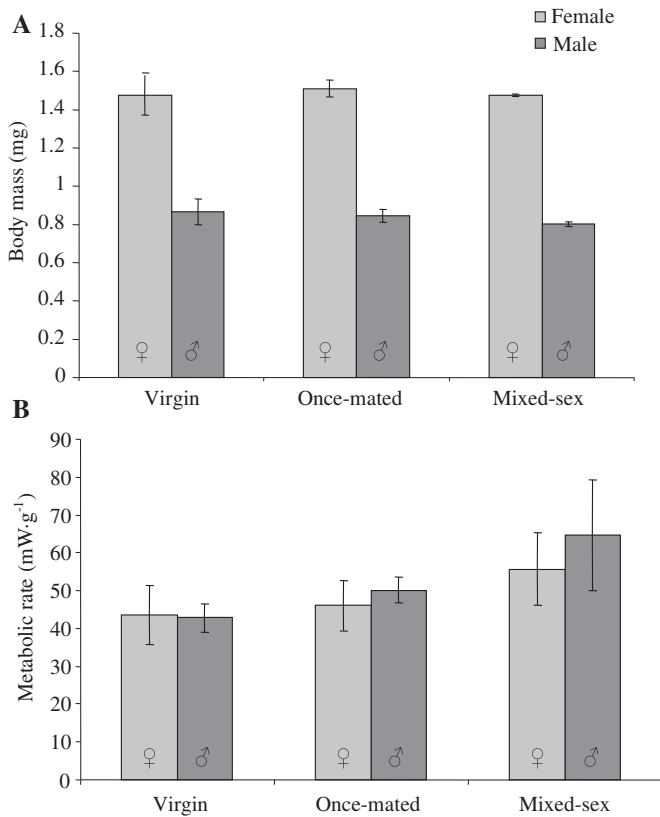 A
Female
Male
Body mass (mg)
1.8
1.6
1.4
1.2
1
0.8
0.6
0.4
0.2
0
♀ ♂ ♀ ♂ ♀ ♂
Virgin Once-mated Mixed-sex
B
Metabolic rate (mW·g-1)
90
80
70
60
50
40
30
20
10
0
♀ ♂ ♀ ♂ ♀ ♂
Virgin Once-mated Mixed-sex